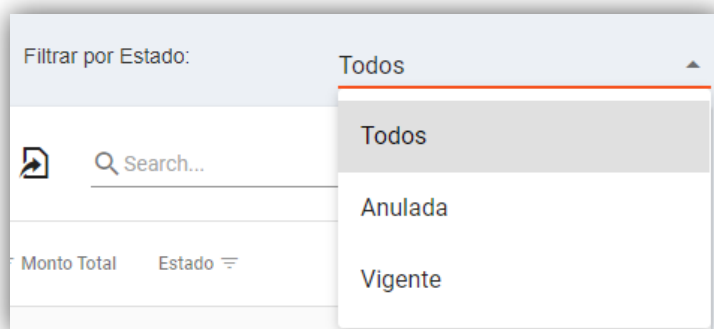 Filtrar por Estado:
Todos
Todos
Search...
Anulada
Monto Total Estado
Vigente